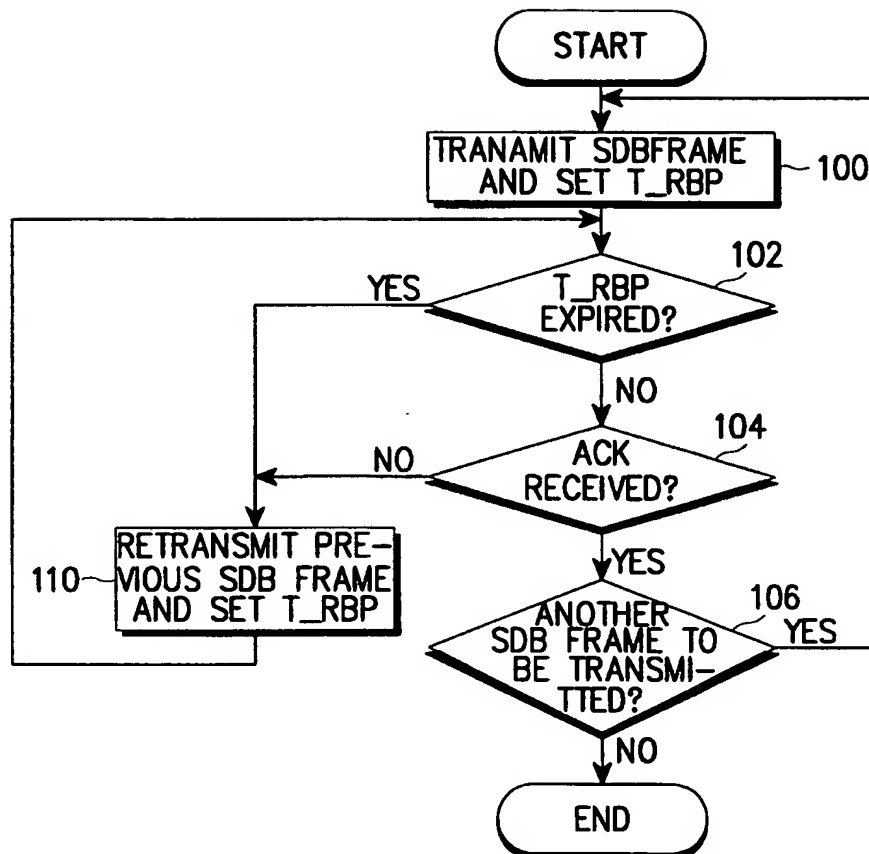 START
TRANAMIT SDBFRAME
AND SET T_RBP
100
102
YES
T_RBP
EXPIRED?
NO
104
NO
ACK
RECEIVED?
RETRANSMIT PRE-
VIOUS SDB FRAME
AND SET T_RBP
110
YES
106
ANOTHER
SDB FRAME TO
BE TRANSMI-
TTED?
YES
NO
END